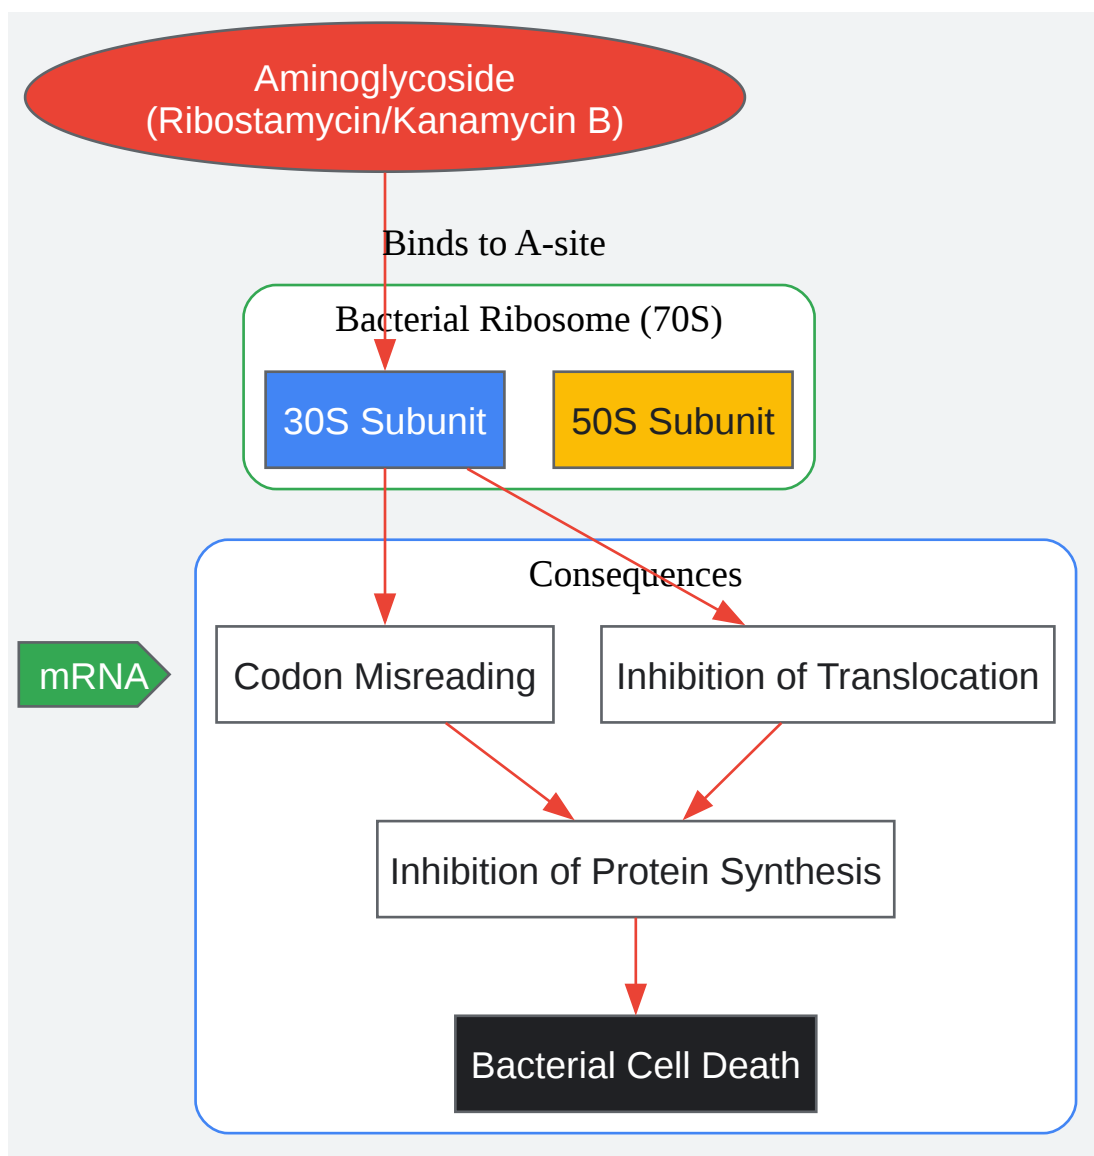 Aminoglycoside
(Ribostamycin/Kanamycin B)
Binds to A-site
Bacterial Ribosome (70S)
30S Subunit
50S Subunit
Consequences
mRNA
Codon Misreading
Inhibition of Translocation
Inhibition of Protein Synthesis
Bacterial Cell Death